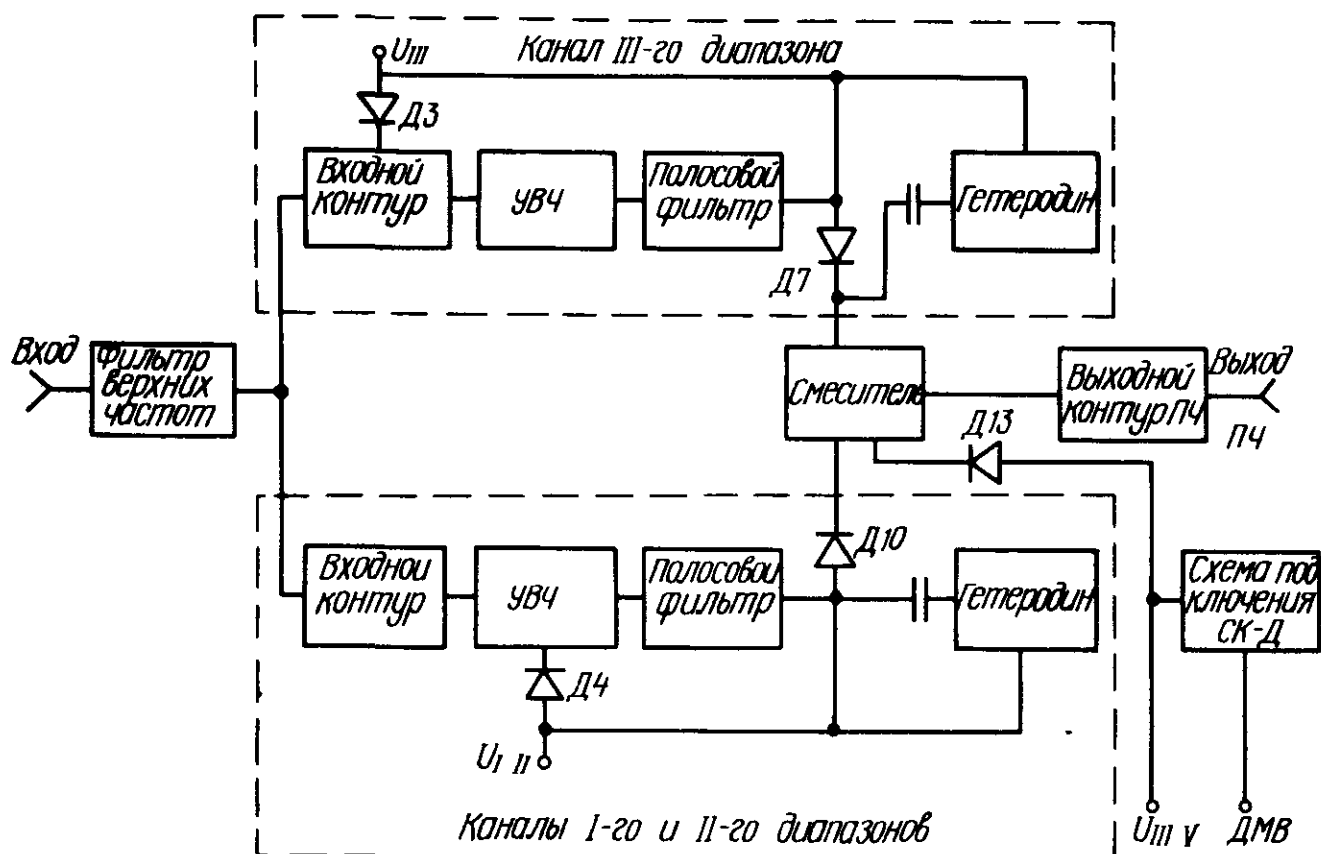 Канал III-го диапазона
UIII
Д3
Входной
контур
УВЧ
Полосовой
фильтр
Гетеродин
Д7
Вход
Фильтр
верхних
частот
Смеситель
Выходной
контур ПЧ
Выход
ПЧ
Д13
Д10
Входной
контур
УВЧ
Полосовой
фильтр
Гетеродин
Схема под
ключения
СК-Д
Д4
UI II
Каналы I-го и II-го диапазонов
UIII V
ДМВ